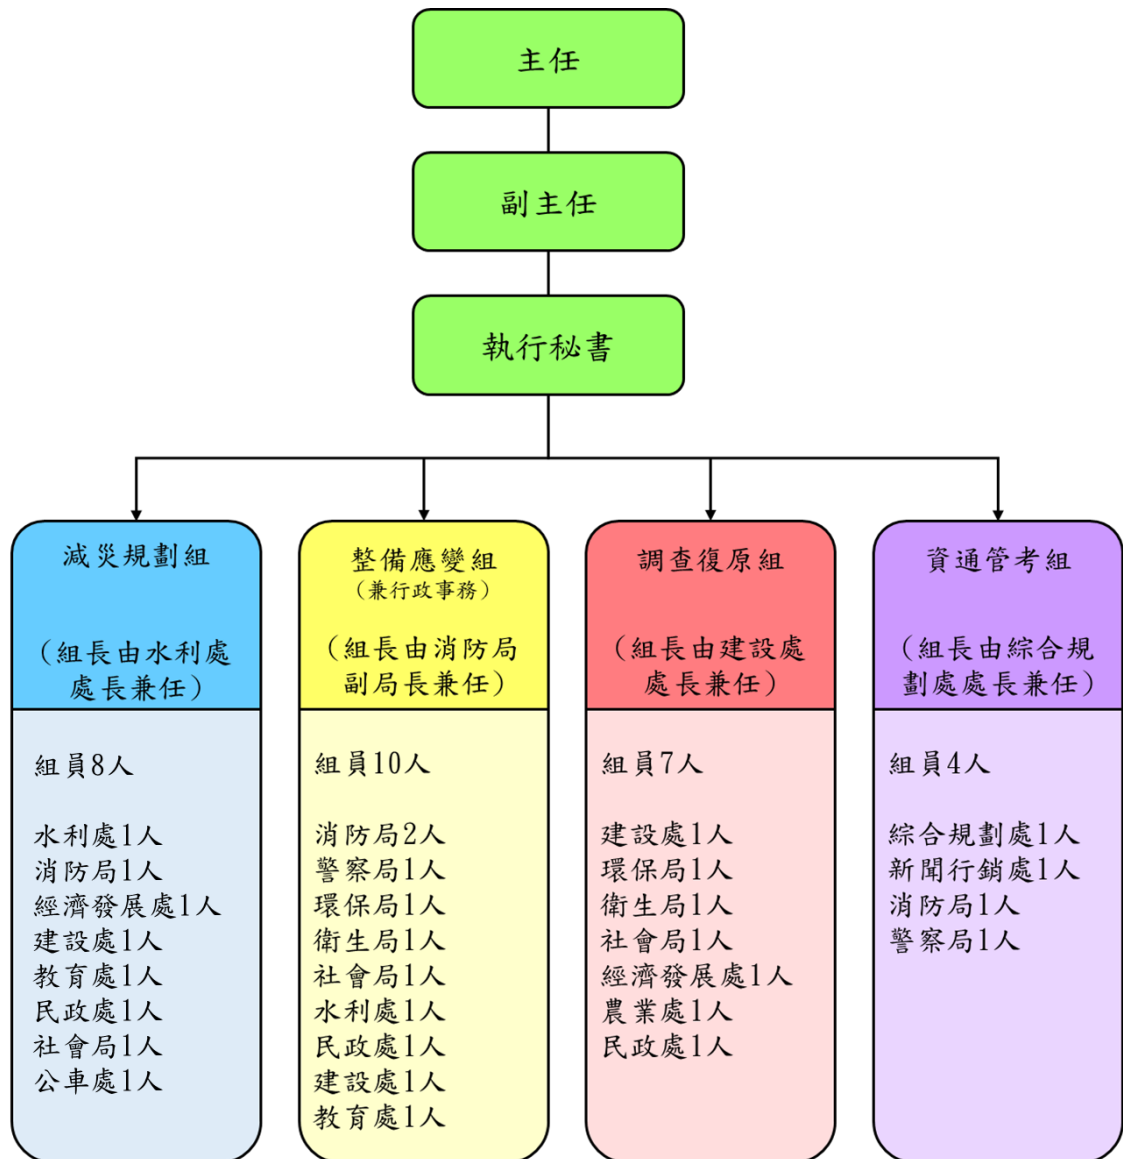 主任
副主任
執行秘書
減災規劃組
（組長由水利處
處長兼任）
組員8人
水利處1人
消防局1人
經濟發展處1人
建設處1人
教育處1人
民政處1人
社會局1人
公車處1人
整備應變組
（兼行政事務）
（組長由消防局
副局長兼任）
組員10人
消防局2人
警察局1人
環保局1人
衛生局1人
社會局1人
水利處1人
民政處1人
建設處1人
教育處1人
調查復原組
（組長由建設處
處長兼任）
組員7人
建設處1人
環保局1人
衛生局1人
社會局1人
經濟發展處1人
農業處1人
民政處1人
資通管考組
（組長由綜合規
劃處處長兼任）
組員4人
綜合規劃處1人
新聞行銷處1人
消防局1人
警察局1人